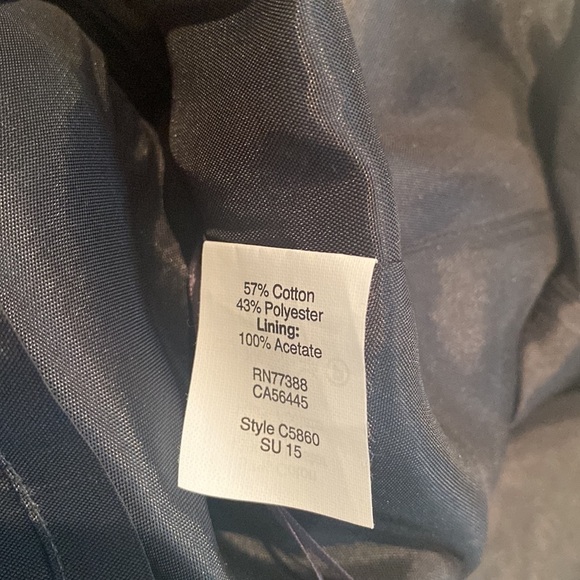 57% Cotton
43% Polyester
Lining:
100% Acetate
RN77388
CA56445
Style C5860
SU 15